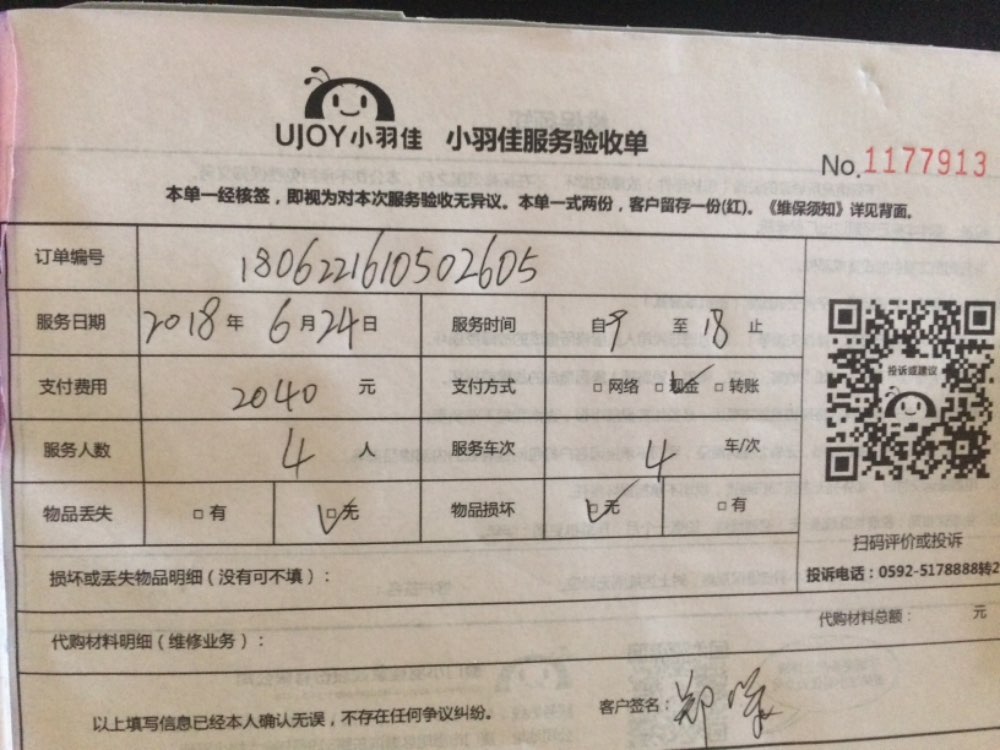 UJOY小羽佳 小羽佳服务验收单
No.1177913
本单一经核签，即视为对本次服务验收无异议。本单一式两份，客户留存一份(红)。《维保须知》详见背面。
订单编号 1806221610502605
服务日期 2018年6月24日 服务时间 自9至18止
支付费用 2040元 支付方式 □网络 □现金 □转账
服务人数 4人 服务车次 4车/次
物品丢失 □有 □无 物品损坏 □无 □有
投诉或建议
扫码评价或投诉
投诉电话：0592-5178888转2
损坏或丢失物品明细（没有可不填）：
代购材料明细（维修业务）： 代购材料总额： 元
以上填写信息已经本人确认无误，不存在任何争议纠纷。 客户签名：郑